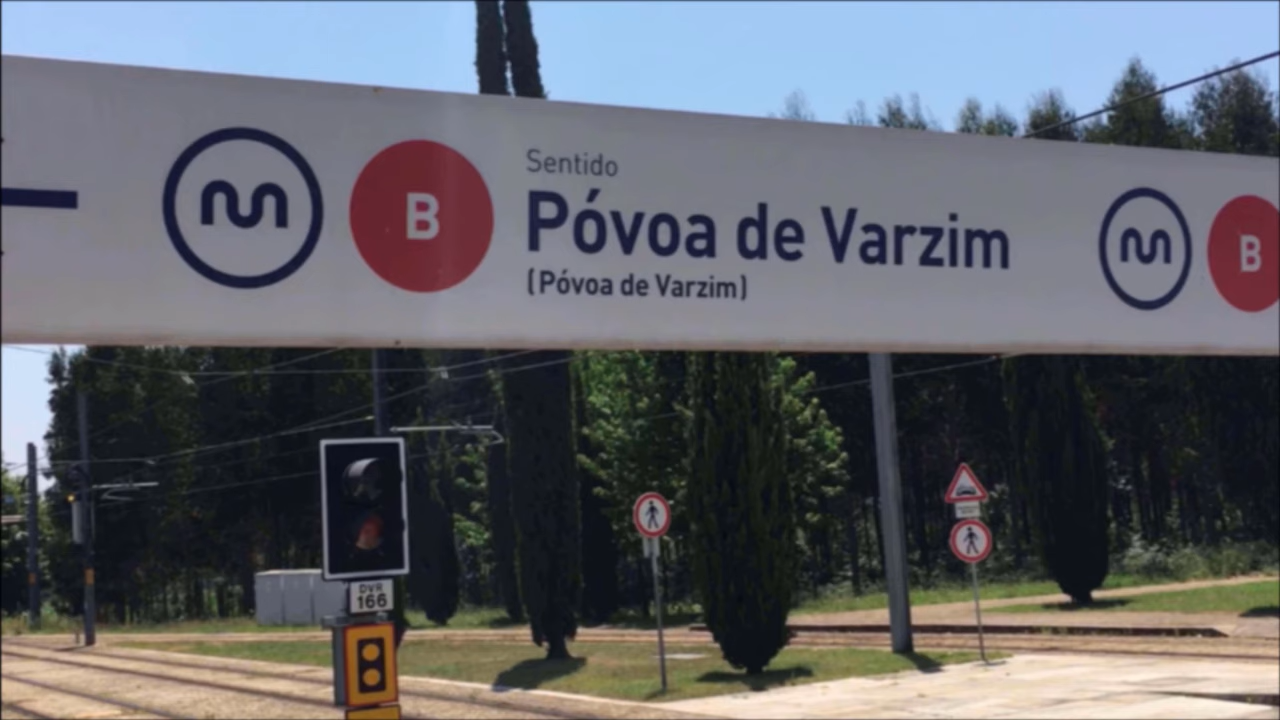 B
Sentido
Póvoa de Varzim
(Póvoa de Varzim)
B
DVR
166